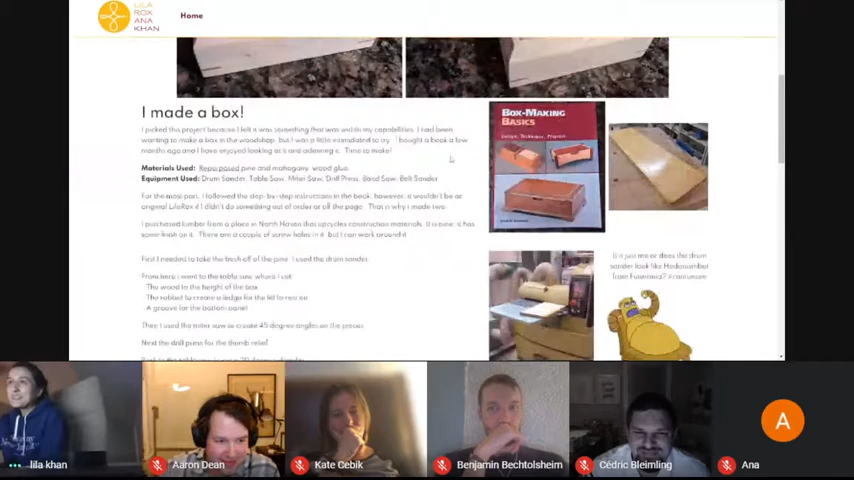 LILA
ROX
ANA
KHAN
Home
I made a box!
I picked this project because I felt it was something that was within my capabilities. I had been
wanting to make a box in the woodshop, but I was a little intimidated to try. I bought a book a few
months ago and I have enjoyed looking at it and admiring it. Time to make!
Materials Used: Repurposed pine and mahogany, wood glue
Equipment Used: Drum Sander, Table Saw, Miter Saw, Drill Press, Band Saw, Belt Sander
For the most part, I followed the step-by-step instructions in the book, however, it wouldn't be an
original LilaRox if I didn't do something out of order or off the page. That is why I made two.
I purchased lumber from a place in North Haven that upcycles construction materials. It is pine, it has
some finish on it. There are a couple of screw holes in it but I can work around it.
First I needed to take the finish off of the pine. I used the drum sander.
From here I went to the table saw where I cut:
The wood to the height of the box
The rabbet to create a ledge for the lid to rest on
A groove for the bottom panel
Then I used the miter saw to create 45 degree angles on the pieces
Next the drill press for the thumb relief
BOX-MAKING
BASICS
Design, Technique, Projects
Is it just me or does the drum
sander look like Hedonismbot
from Futurama?
lila khan
Aaron Dean
Kate Cebik
Benjamin Bechtolsheim
Cédric Bleimling
A
Ana